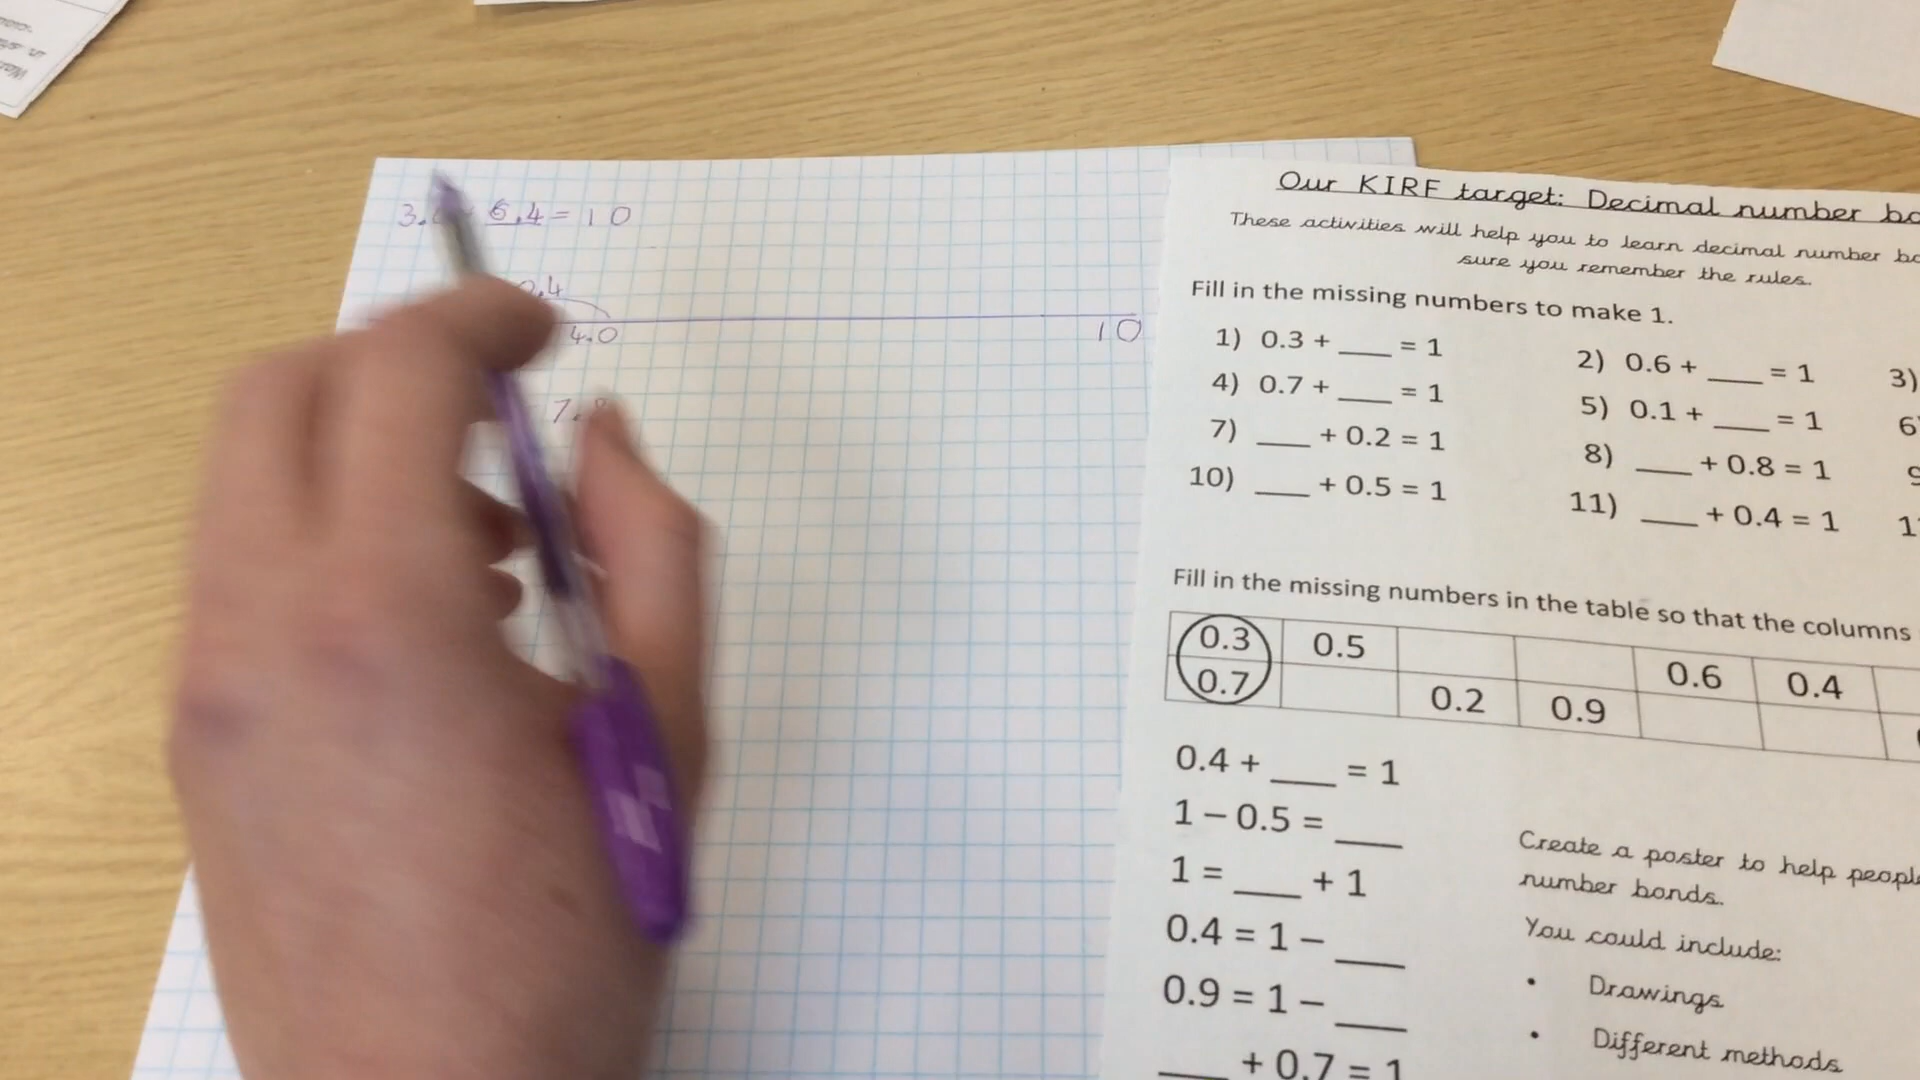 6.4 = 10
0.4
4.0
10
Our KIRF target: Decimal number
These activities will help you to learn decimal number
sure you remember the rules.
Fill in the missing numbers to make 1.
1) 0.3 + ___ = 1
2) 0.6 + ___ = 1
3)
4) 0.7 + ___ = 1
5) 0.1 + ___ = 1
6
7) ___ + 0.2 = 1
8) ___ + 0.8 = 1
10) ___ + 0.5 = 1
11) ___ + 0.4 = 1
1
Fill in the missing numbers in the table so that the columns
0.3 0.5 0.6 0.4
0.7 0.2 0.9
0.4 + ___ = 1
1 – 0.5 = ___
1 = ___ + 1
0.4 = 1 – ___
0.9 = 1 – ___
___ + 0.7 = 1
Create a poster to help
number bonds.
You could include:
• Drawings
• Different methods